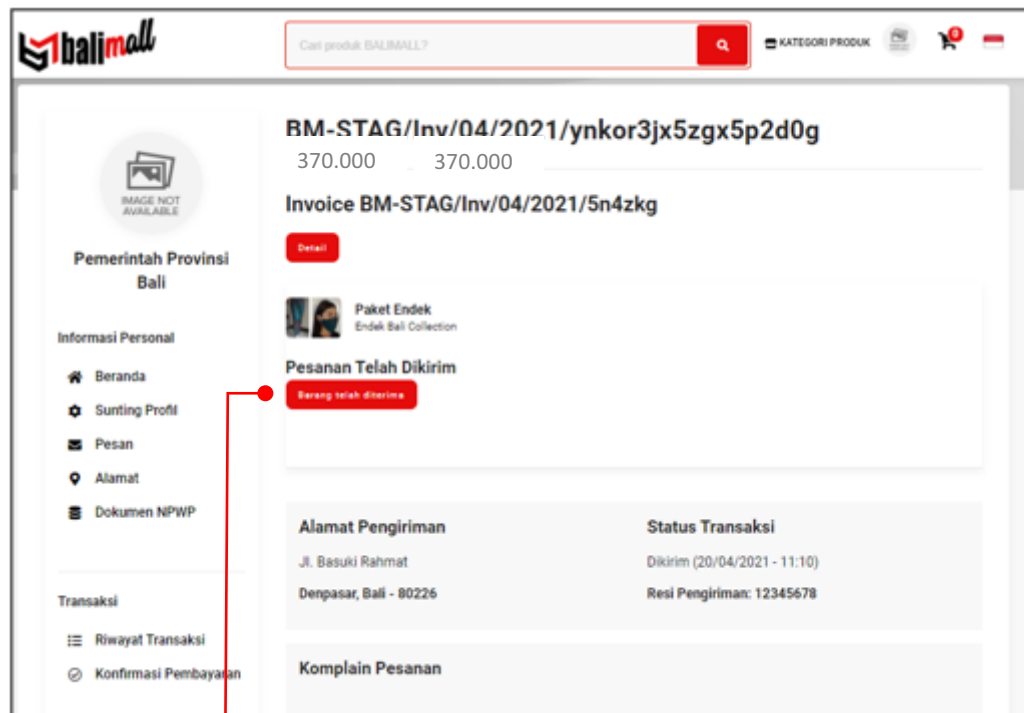 balimall
Cari produk BALIMALL?
KATEGORI PRODUK
0
BM-STAG/Inv/04/2021/ynkor3jx5zgx5p2d0g
370.000 370.000
IMAGE NOT
AVAILABLE
Invoice BM-STAG/Inv/04/2021/5n4zkg
Detail
Pemerintah Provinsi
Bali
Paket Endek
Endek Bali Collection
Informasi Personal
Pesanan Telah Dikirim
Barang telah diterima
Beranda
Sunting Profil
Pesan
Alamat
Dokumen NPWP
Alamat Pengiriman
Jl. Basuki Rahmat
Denpasar, Bali - 80226
Status Transaksi
Dikirim (20/04/2021 - 11:10)
Resi Pengiriman: 12345678
Transaksi
Riwayat Transaksi
Konfirmasi Pembayaran
Komplain Pesanan